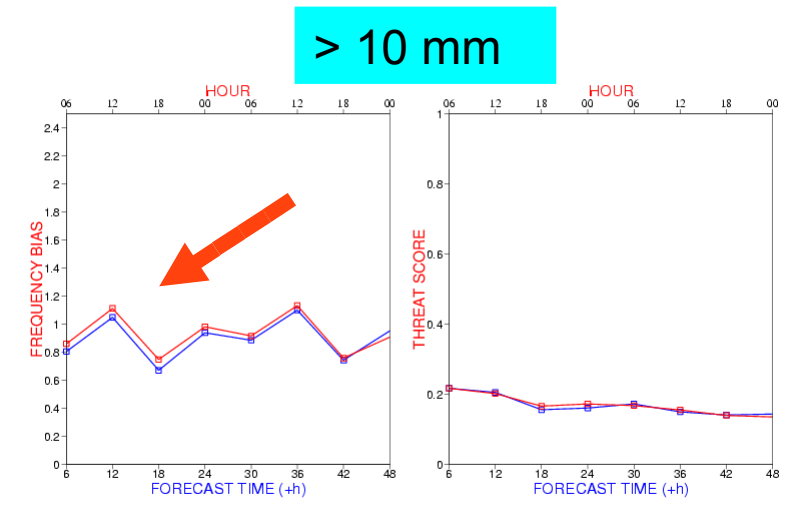 > 10 mm
HOUR
06 12 18 00 06 12 18 00
2.4
2.2
2
1.8
1.6
1.4
1.2
1
0.8
0.6
0.4
0.2
0
FREQUENCY BIAS
6 12 18 24 30 36 42 48
FORECAST TIME (+h)
HOUR
06 12 18 00 06 12 18 00
1
0.8
0.6
0.4
0.2
0
THREAT SCORE
6 12 18 24 30 36 42 48
FORECAST TIME (+h)